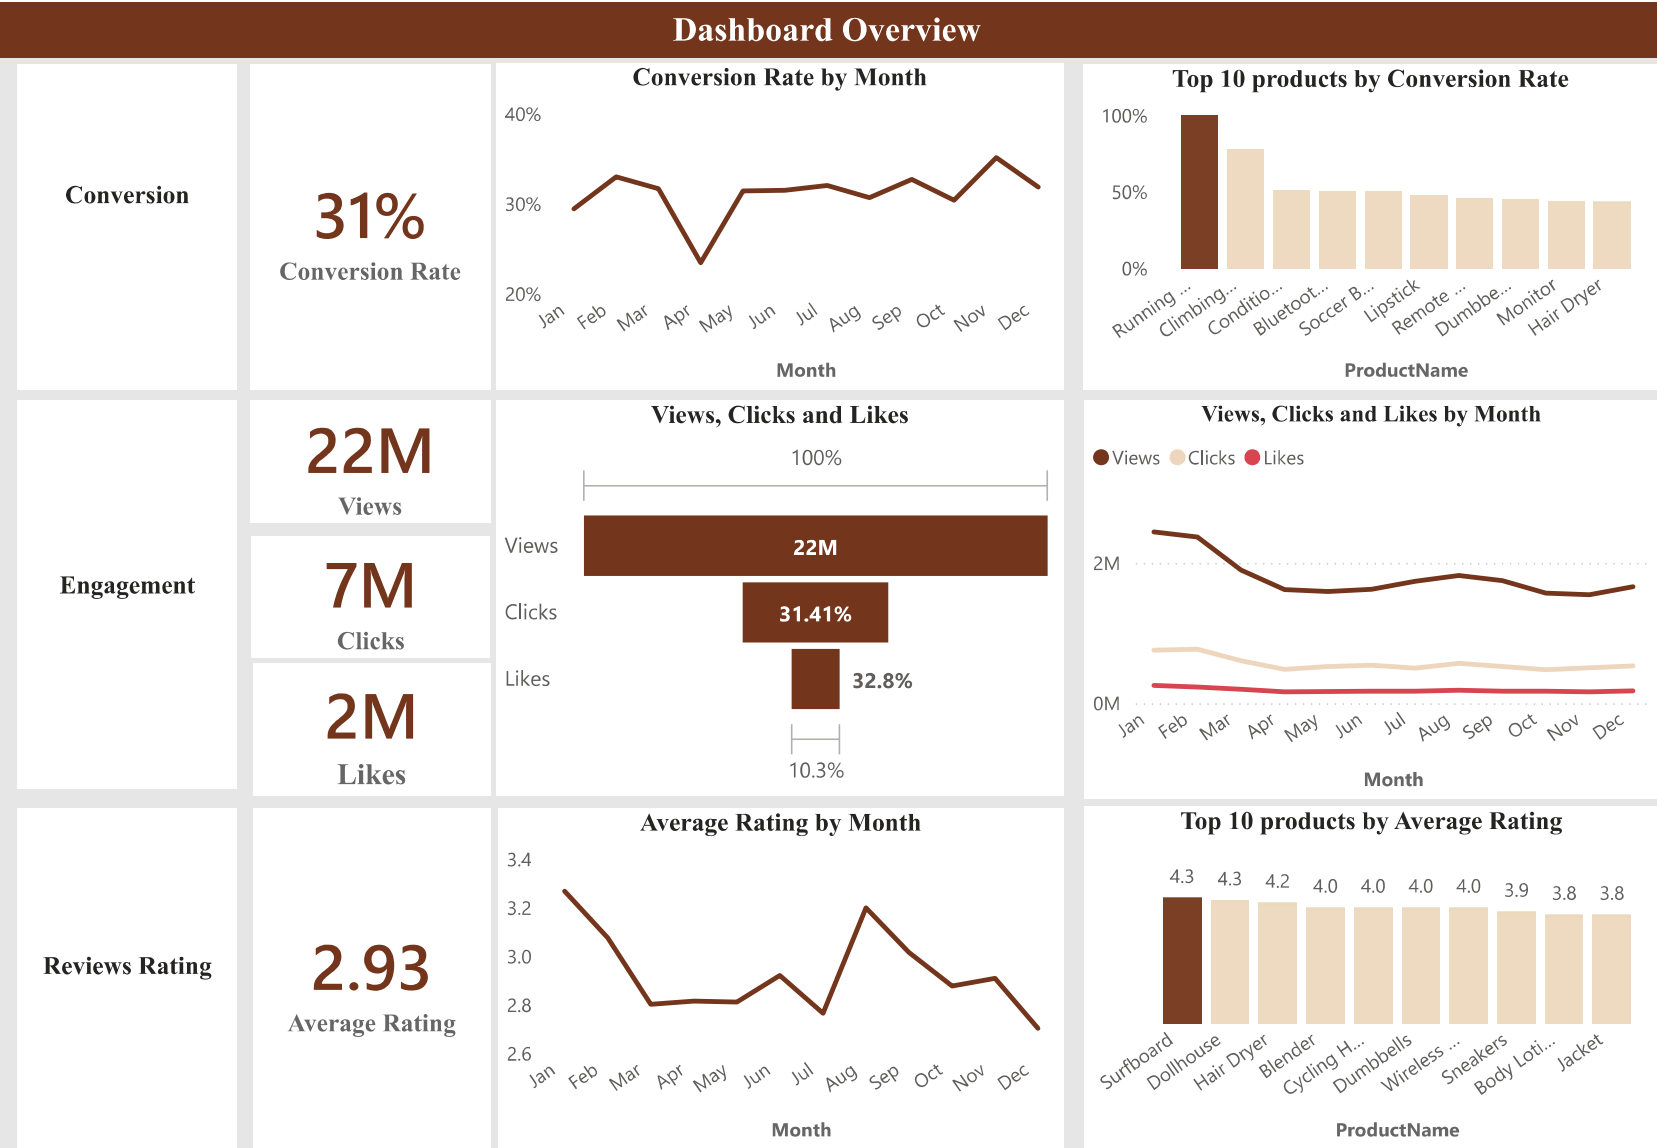 Dashboard Overview
Conversion
31%
Conversion Rate
Conversion Rate by Month
40%
30%
20%
Jan Feb Mar Apr May Jun Jul Aug Sep Oct Nov Dec
Month
Top 10 products by Conversion Rate
100%
50%
0%
Running ... Climbing... Conditio... Bluetoot... Soccer B... Lipstick Remote ... Dumbbe... Monitor Hair Dryer
ProductName
Engagement
22M
Views
7M
Clicks
2M
Likes
Views, Clicks and Likes
100%
Views 22M
Clicks 31.41%
Likes 32.8%
10.3%
Views, Clicks and Likes by Month
Views Clicks Likes
2M
0M
Jan Feb Mar Apr May Jun Jul Aug Sep Oct Nov Dec
Month
Reviews Rating
2.93
Average Rating
Average Rating by Month
3.4
3.2
3.0
2.8
2.6
Jan Feb Mar Apr May Jun Jul Aug Sep Oct Nov Dec
Month
Top 10 products by Average Rating
4.3 4.3 4.2 4.0 4.0 4.0 4.0 3.9 3.8 3.8
Surfboard Dollhouse Hair Dryer Blender Cycling H... Dumbbells Wireless ... Sneakers Body Loti... Jacket
ProductName